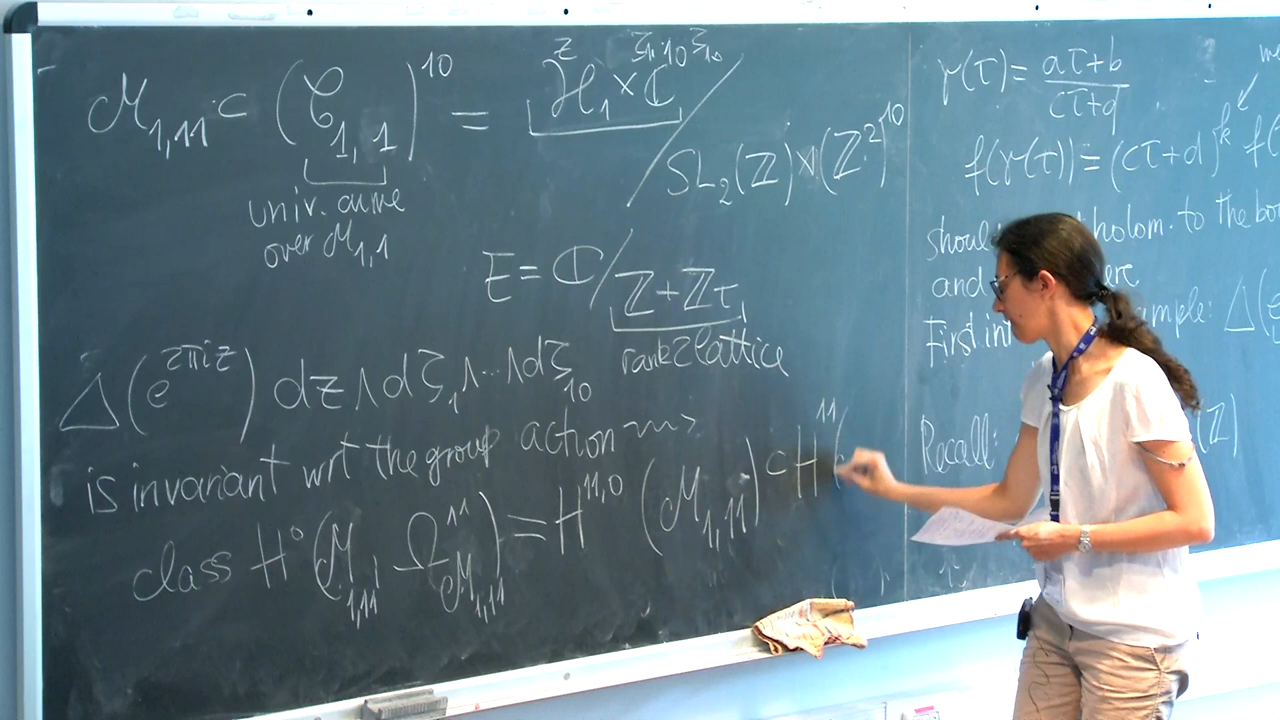 M_{1,11} ⊂ (𝒞_{1,1})^{10} = ℋ_1 × ℂ^{10} / SL_2(ℤ) ⋉ (ℤ^2)^{10}
z ζ_1 ... ζ_{10}
univ. curve
over M_{1,1}
E = ℂ / ℤ + ℤτ
rank 2 lattice
Δ(e^{2πiz}) dz ∧ dζ_1 ∧ ... ∧ dζ_{10}
is invariant wrt the group action ⇝
class H^0(M_{1,11}, Ω^{11}_{M_{1,11}}) = H^{11,0}(M_{1,11}) ⊂ H^{11}(
γ(τ) = aτ+b / cτ+d
f(γ(τ)) = (cτ+d)^k f(
holom. to the
and
First
Δ(
Recall:
(ℤ)